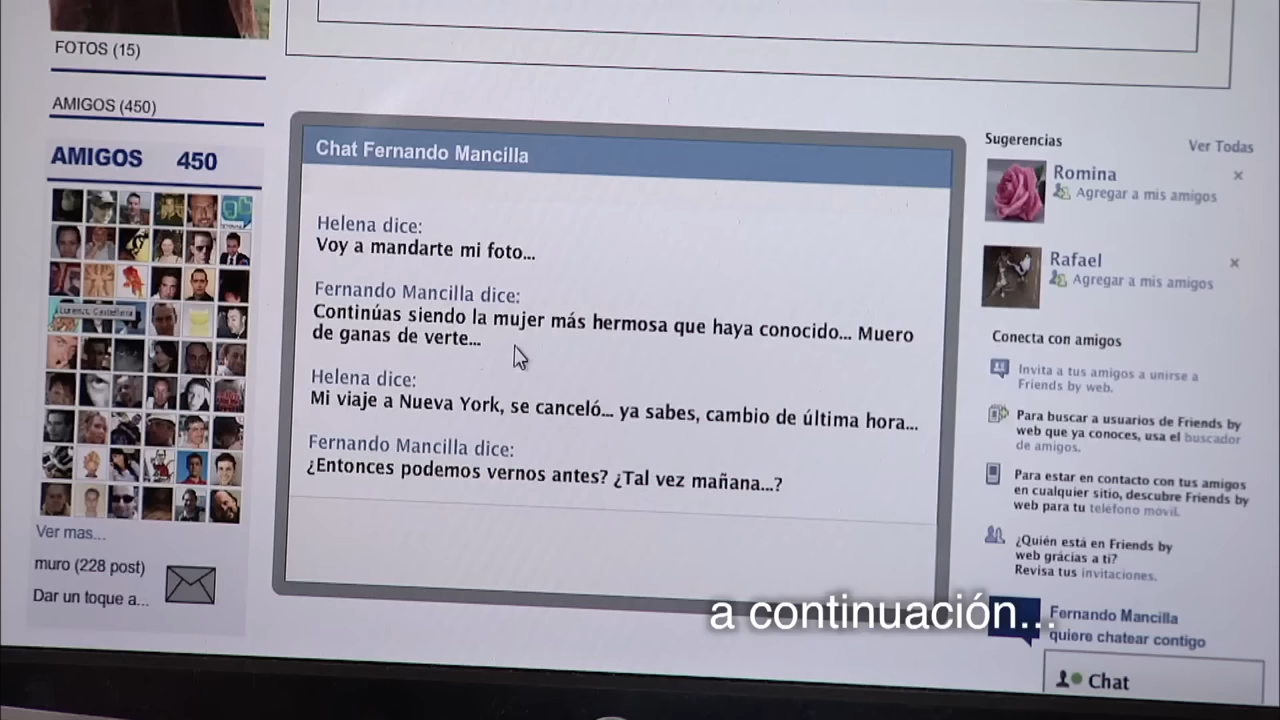 FOTOS (15)
AMIGOS (450)
AMIGOS 450
Ver mas...
muro (228 post)
Dar un toque a...
Chat Fernando Mancilla
Helena dice:
Voy a mandarte mi foto...
Fernando Mancilla dice:
Continúas siendo la mujer más hermosa que haya conocido... Muero
de ganas de verte...
Helena dice:
Mi viaje a Nueva York, se canceló... ya sabes, cambio de última hora...
Fernando Mancilla dice:
¿Entonces podemos vernos antes? ¿Tal vez mañana...?
Sugerencias
Ver Todas
Romina
Agregar a mis amigos
Rafael
Agregar a mis amigos
Conecta con amigos
Invita a tus amigos a unirse a
Friends by web.
Para buscar a usuarios de Friends by
web que ya conoces, usa el buscador
de amigos.
Para estar en contacto con tus amigos
en cualquier sitio, descubre Friends by
web para tu teléfono movil.
¿Quién está en Friends by
web grácias a ti?
Revisa tus invitaciones.
Fernando Mancilla
quiere chatear contigo
Chat
a continuación...